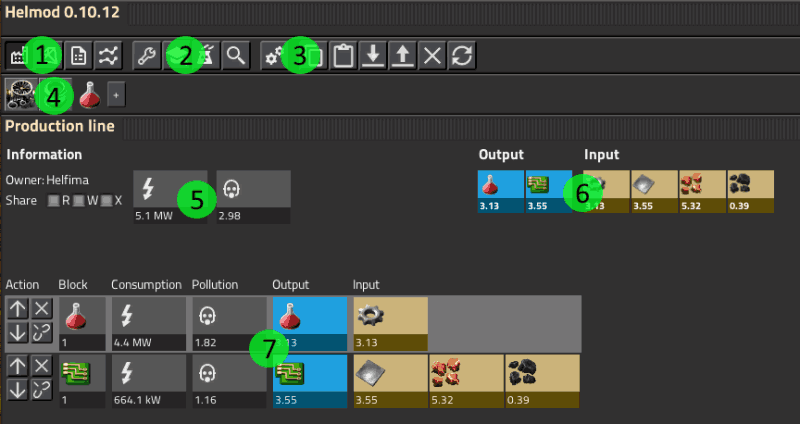 Helmod 0.10.12
1 2 3
4 +
Production line
Information Output Input
Owner: Helfima
Share R W X
5 6
5.1 MW 2.98 3.13 3.55 3.13 3.55 5.32 0.39
Action Block Consumption Pollution Output Input
1 4.4 MW 1.82 3.13 3.13
7
1 664.1 kW 1.16 3.55 3.55 5.32 0.39